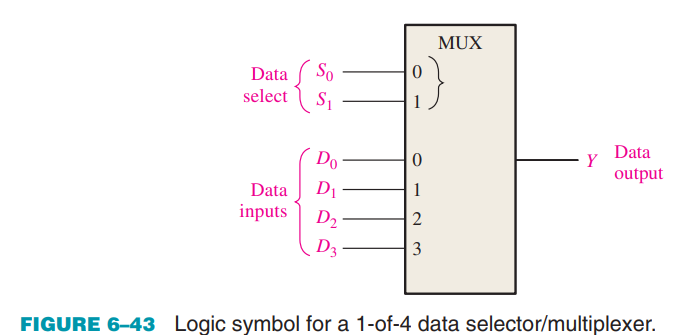 MUX
Data select
S0 0
S1 1
Data inputs
D0 0
D1 1
D2 2
D3 3
Y Data output
FIGURE 6–43 Logic symbol for a 1-of-4 data selector/multiplexer.